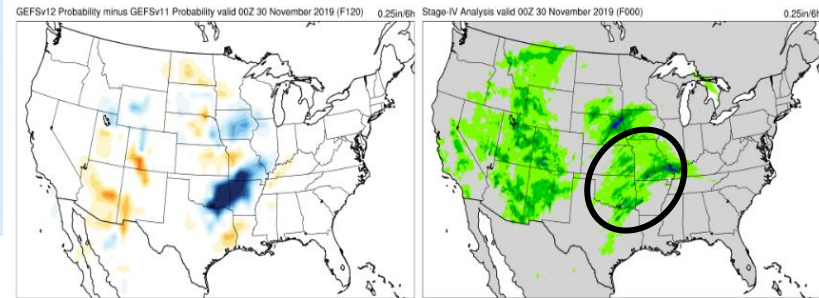 GEFSv12 Probability minus GEFSv11 Probability valid 00Z 30 November 2019 (F120) 0.25in/6h
Stage-IV Analysis valid 00Z 30 November 2019 (F000) 0.25in/6h